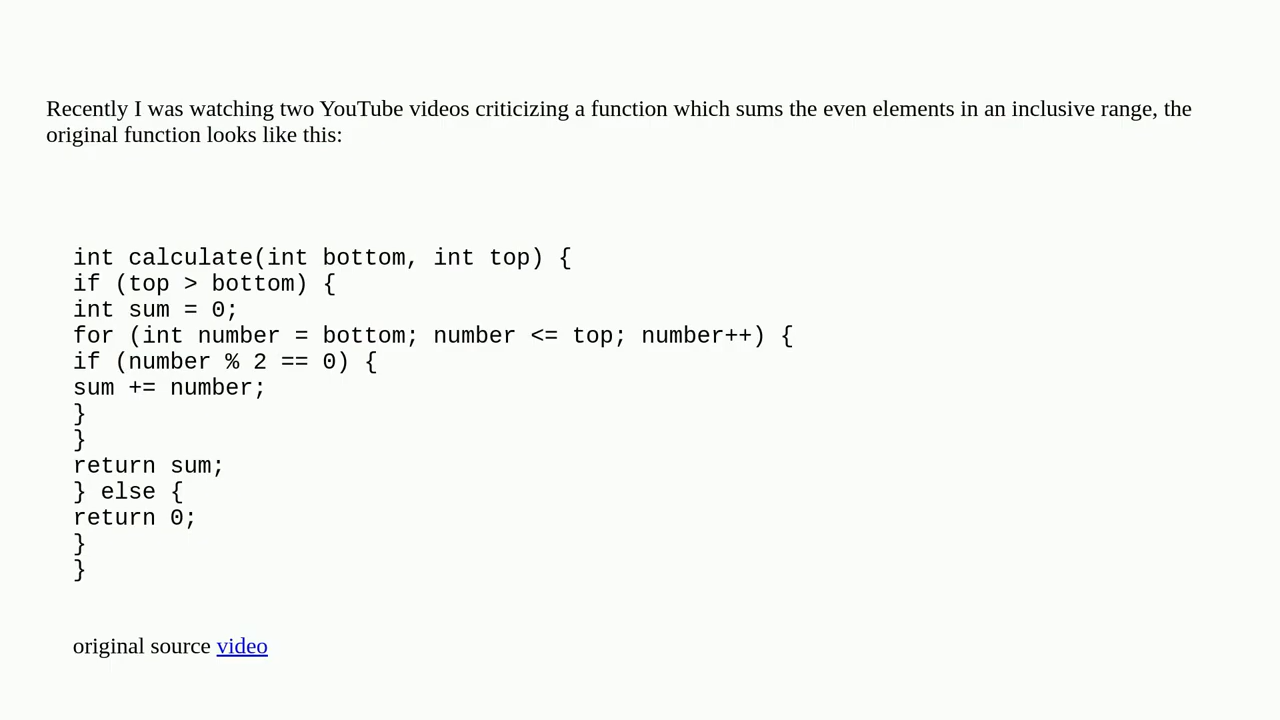 Recently I was watching two YouTube videos criticizing a function which sums the even elements in an inclusive range, the
original function looks like this:
int calculate(int bottom, int top) {
if (top > bottom) {
int sum = 0;
for (int number = bottom; number <= top; number++) {
if (number % 2 == 0) {
sum += number;
}
}
return sum;
} else {
return 0;
}
}
original source video